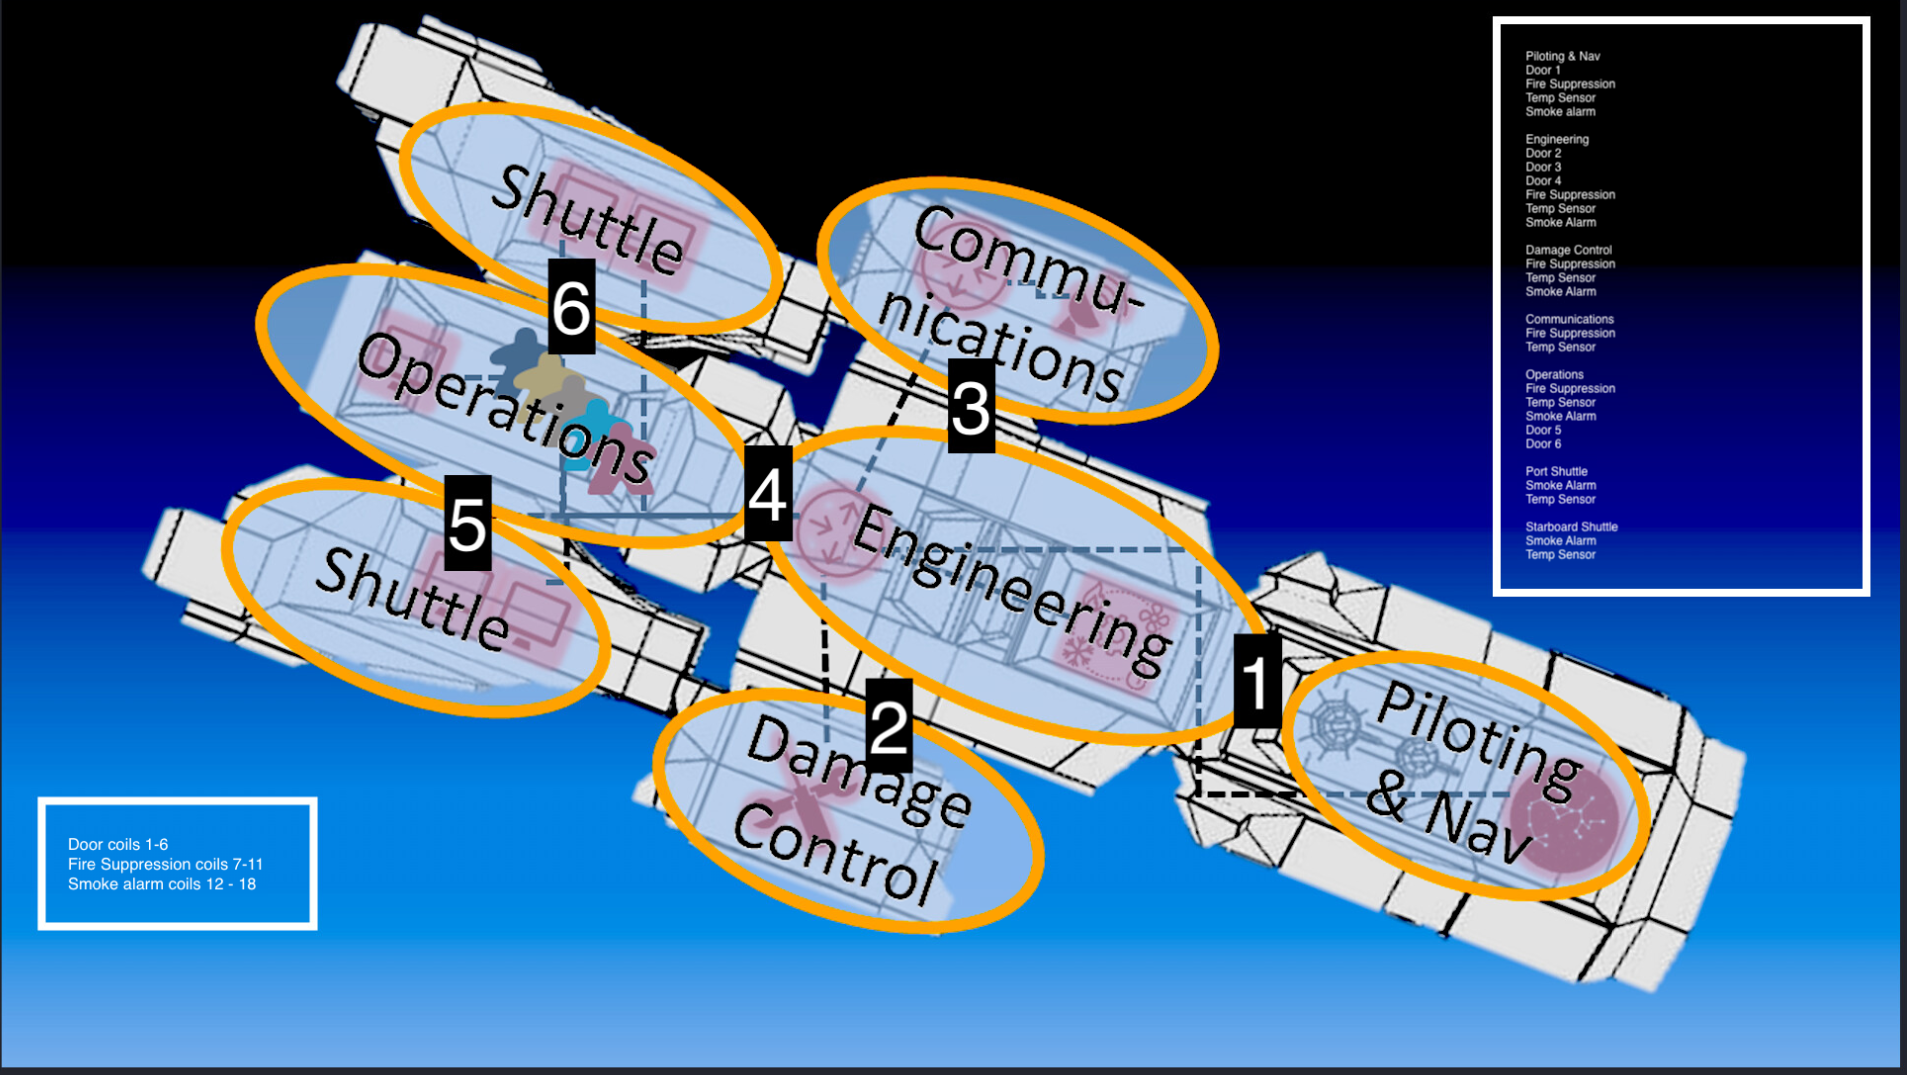 Shuttle
Commu-
nications
6
Operations
3
4
5
Engineering
Shuttle
1
2
Damage
Control
Piloting
& Nav
Piloting & Nav
Door 1
Fire Suppression
Temp Sensor
Smoke alarm
Engineering
Door 2
Door 3
Door 4
Fire Suppression
Temp Sensor
Smoke Alarm
Damage Control
Fire Suppression
Temp Sensor
Smoke Alarm
Communications
Fire Suppression
Temp Sensor
Operations
Fire Suppression
Temp Sensor
Smoke Alarm
Door 5
Door 6
Port Shuttle
Smoke Alarm
Temp Sensor
Starboard Shuttle
Smoke Alarm
Temp Sensor
Door coils 1-6
Fire Suppression coils 7-11
Smoke alarm coils 12 - 18